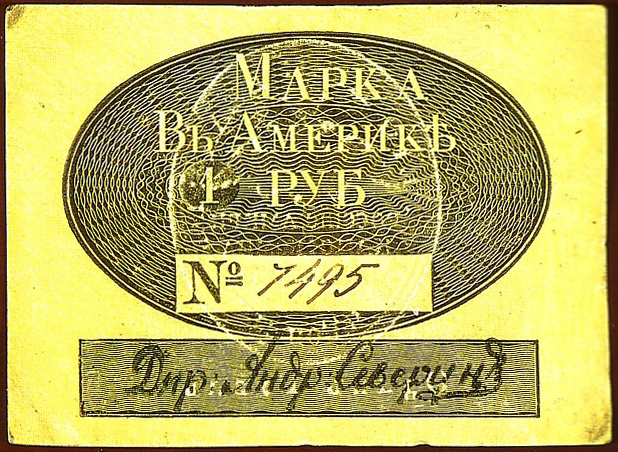 Марка
Въ Америкѣ
1 РУБ
№ 7495
Дир: Андр: Северинъ